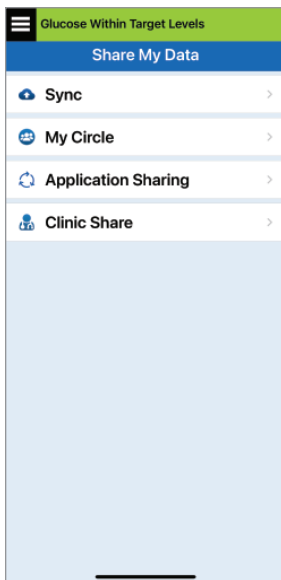 Glucose Within Target Levels
Share My Data
Sync
My Circle
Application Sharing
Clinic Share